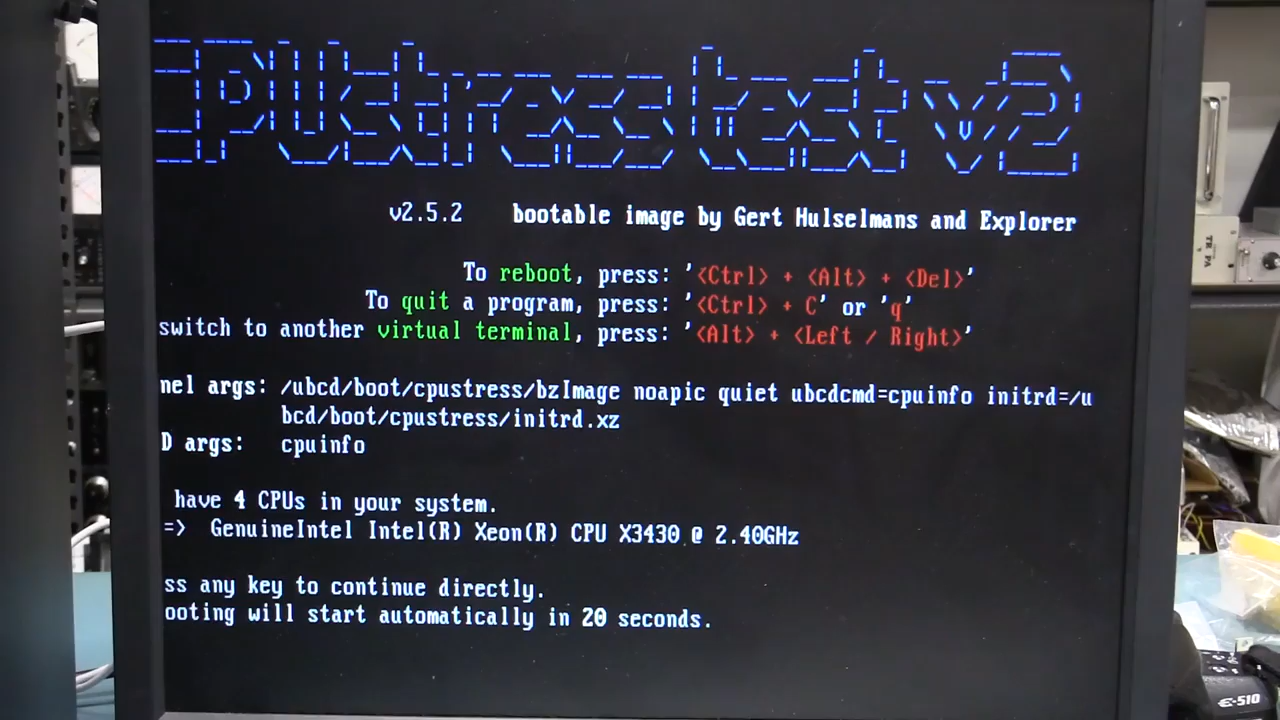 CPUstress test v2
v2.5.2 bootable image by Gert Hulselmans and Explorer
To reboot, press: '<Ctrl> + <Alt> + <Del>'
To quit a program, press: '<Ctrl> + C' or 'q'
switch to another virtual terminal, press: '<Alt> + <Left / Right>'
nel args: /ubcd/boot/cpustress/bzImage noapic quiet ubcdcmd=cpuinfo initrd=/u
bcd/boot/cpustress/initrd.xz
D args: cpuinfo
have 4 CPUs in your system.
=> GenuineIntel Intel(R) Xeon(R) CPU X3430 @ 2.40GHz
ss any key to continue directly.
ooting will start automatically in 20 seconds.
TR PA
E-510